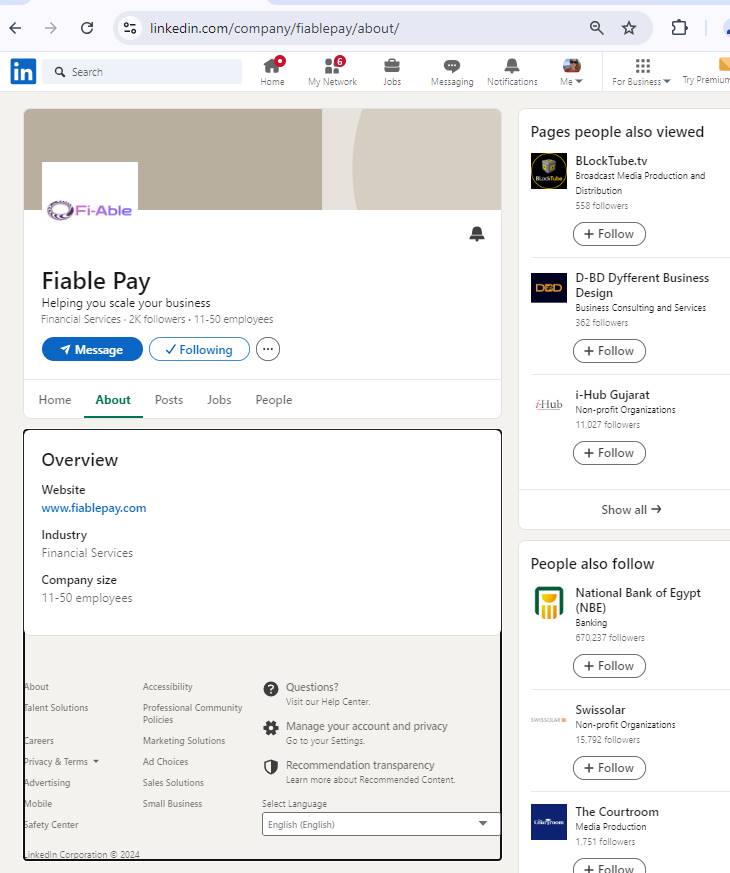 linkedin.com/company/fiablepay/about/
in
Search
Home
6
My Network
Jobs
Messaging
Notifications
Me
For Business
Try Premium
Fi-Able
Fiable Pay
Helping you scale your business
Financial Services · 2K followers · 11-50 employees
Message
Following
Home
About
Posts
Jobs
People
Overview
Website
www.fiablepay.com
Industry
Financial Services
Company size
11-50 employees
About
Accessibility
Talent Solutions
Professional Community
Policies
Careers
Marketing Solutions
Privacy & Terms
Ad Choices
Advertising
Sales Solutions
Mobile
Small Business
Safety Center
Questions?
Visit our Help Center.
Manage your account and privacy
Go to your Settings.
Recommendation transparency
Learn more about Recommended Content.
Select Language
English (English)
LinkedIn Corporation © 2024
Pages people also viewed
BLockTube
BLockTube.tv
Broadcast Media Production and
Distribution
558 followers
+ Follow
DBD
D-BD Dyfferent Business
Design
Business Consulting and Services
362 followers
+ Follow
i-Hub
i-Hub Gujarat
Non-profit Organizations
11,027 followers
+ Follow
Show all →
People also follow
National Bank of Egypt
(NBE)
Banking
670,237 followers
+ Follow
SWISSOLAR
Swissolar
Non-profit Organizations
15,792 followers
+ Follow
The Courtroom
Media Production
1,751 followers
+ Follow